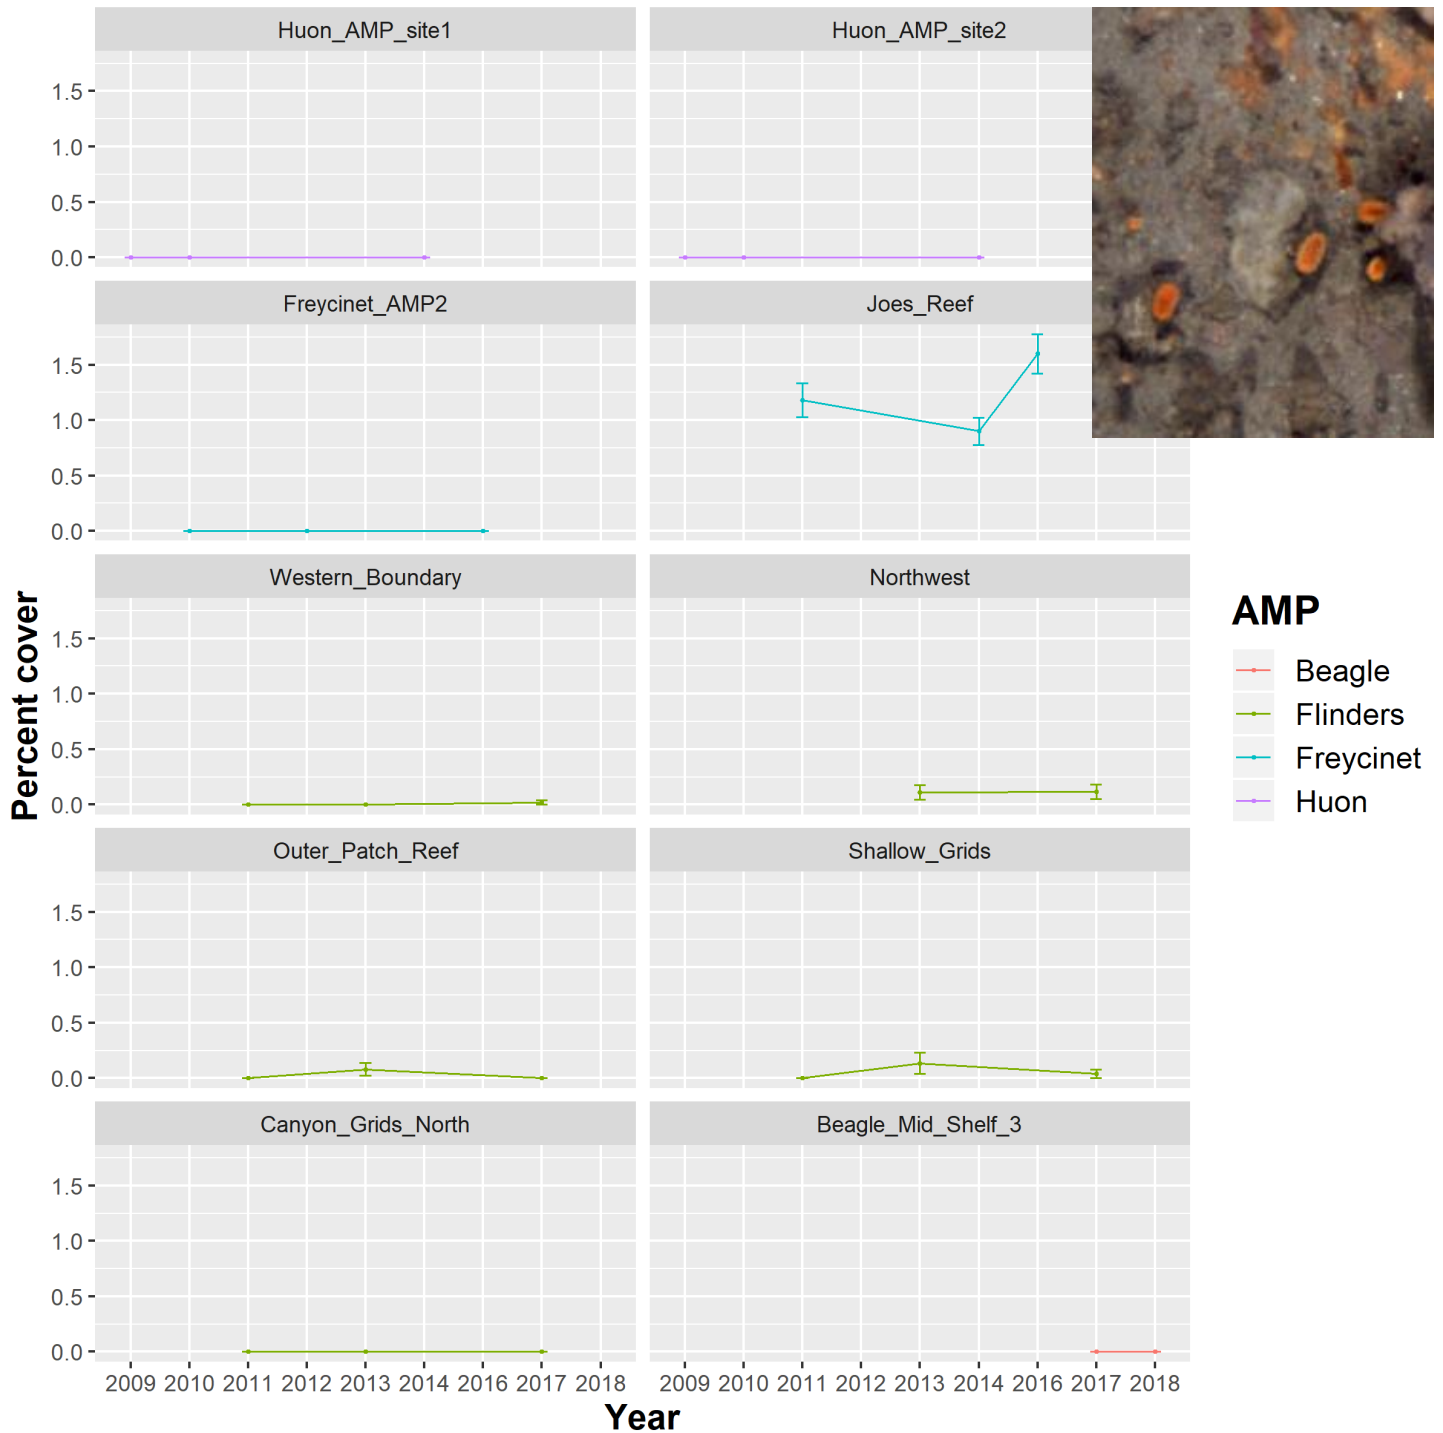 Huon_AMP_site1
Huon_AMP_site2
1.5
1.0
0.5
0.0
Freycinet_AMP2
Joes_Reef
1.5
1.0
0.5
0.0
Western_Boundary
Northwest
1.5
1.0
0.5
0.0
Outer_Patch_Reef
Shallow_Grids
1.5
1.0
0.5
0.0
Canyon_Grids_North
Beagle_Mid_Shelf_3
1.5
1.0
0.5
0.0
2009 2010 2011 2012 2013 2014 2016 2017 2018
2009 2010 2011 2012 2013 2014 2016 2017 2018
Year
Percent cover
AMP
Beagle
Flinders
Freycinet
Huon